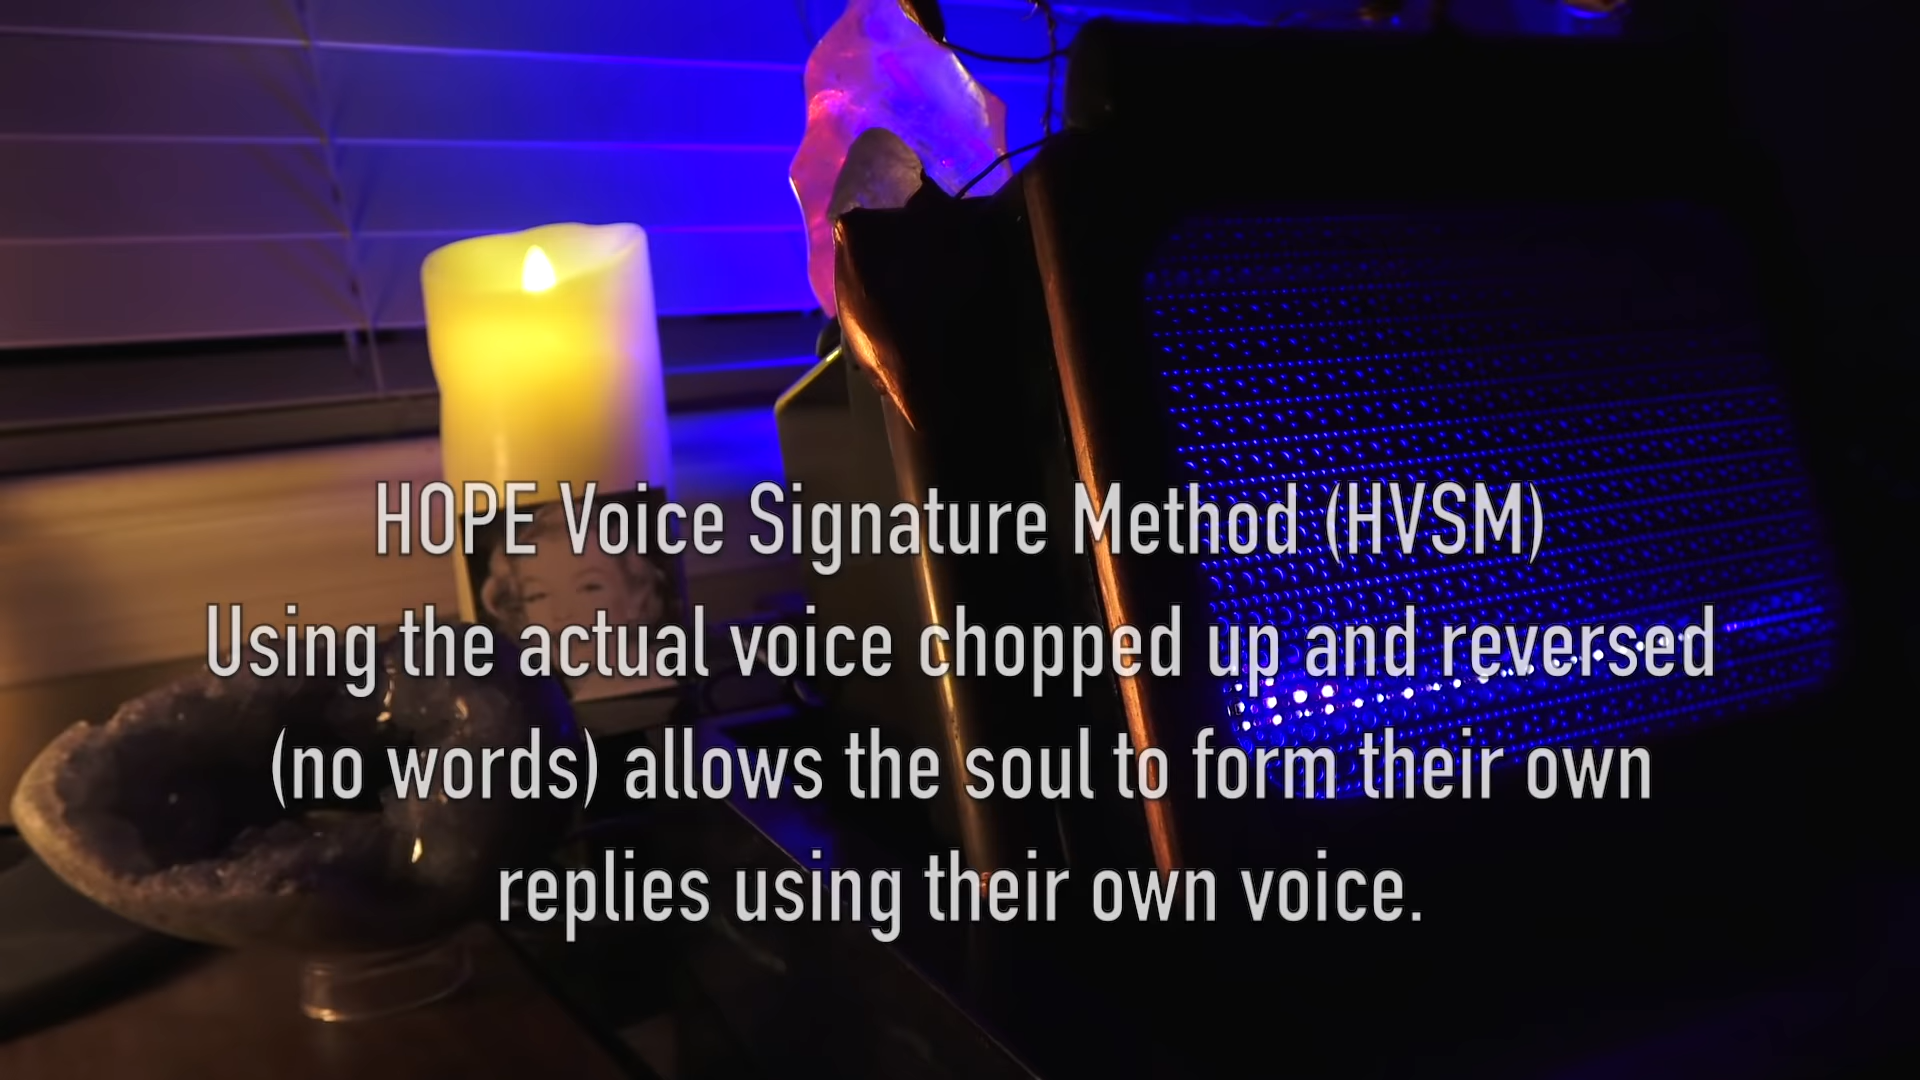 HOPE Voice Signature Method (HVSM)
Using the actual voice chopped up and reversed
(no words) allows the soul to form their own
replies using their own voice.